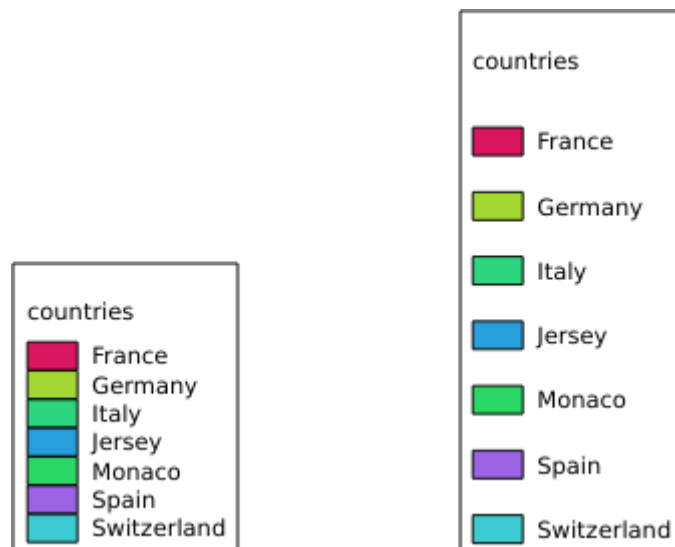 countries
France
Germany
Italy
Jersey
Monaco
Spain
Switzerland
countries
France
Germany
Italy
Jersey
Monaco
Spain
Switzerland